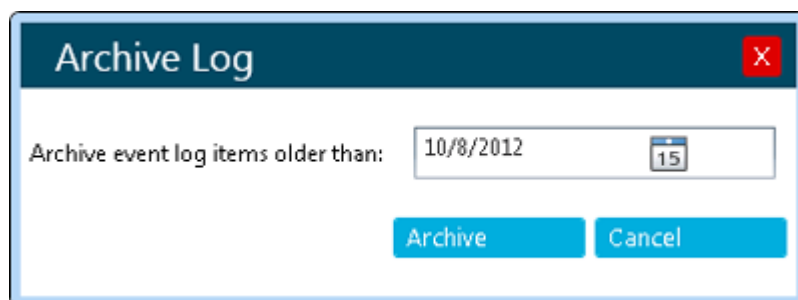 Archive Log
X
Archive event log items older than: 10/8/2012 15
Archive Cancel